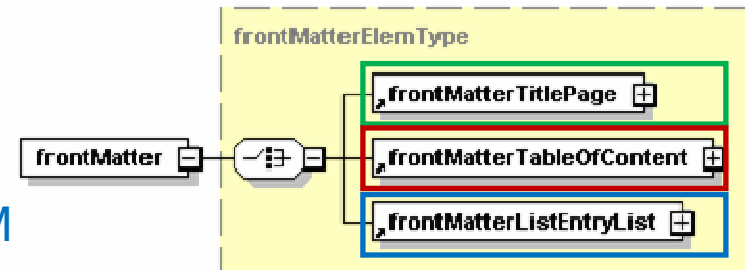 frontMatterElemType
frontMatterTitlePage
frontMatter
frontMatterTableOfContent
frontMatterListEntryList
M